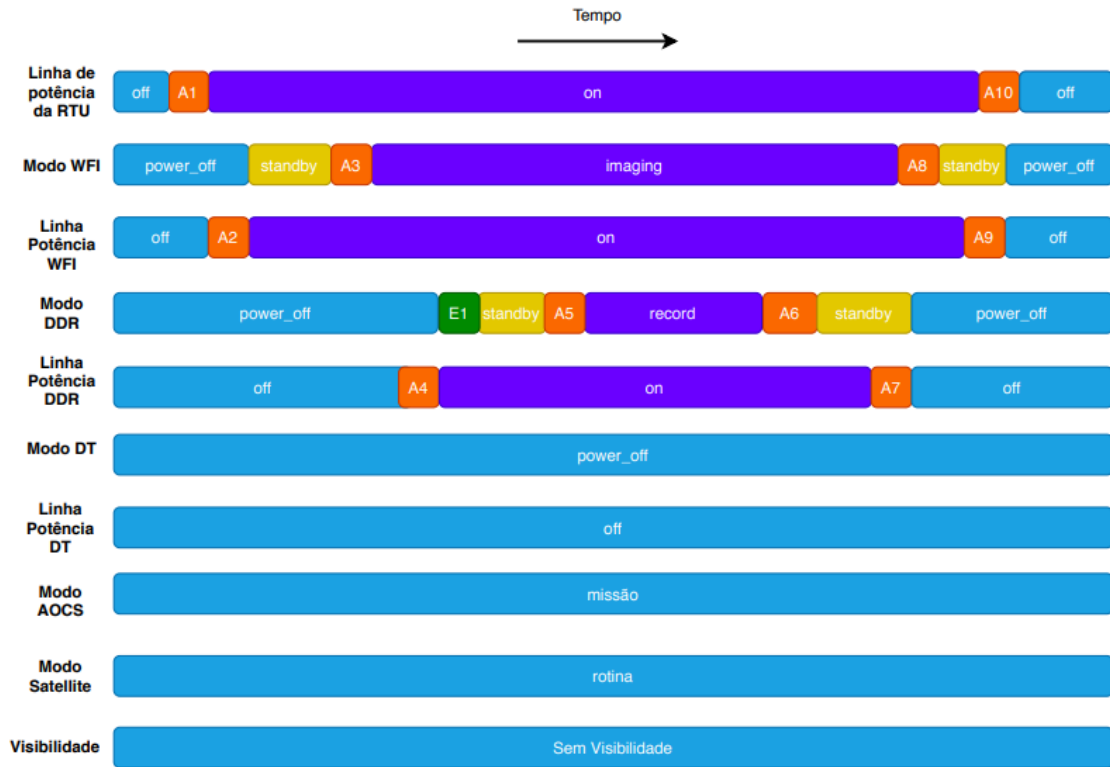 Tempo
Linha de
potência
da RTU
off A1 on A10 off
Modo WFI
power_off standby A3 imaging A8 standby power_off
Linha
Potência
WFI
off A2 on A9 off
Modo
DDR
power_off E1 standby A5 record A6 standby power_off
Linha
Potência
DDR
off A4 on A7 off
Modo DT
power_off
Linha
Potência
DT
off
Modo
AOCS
missão
Modo
Satellite
rotina
Visibilidade
Sem Visibilidade